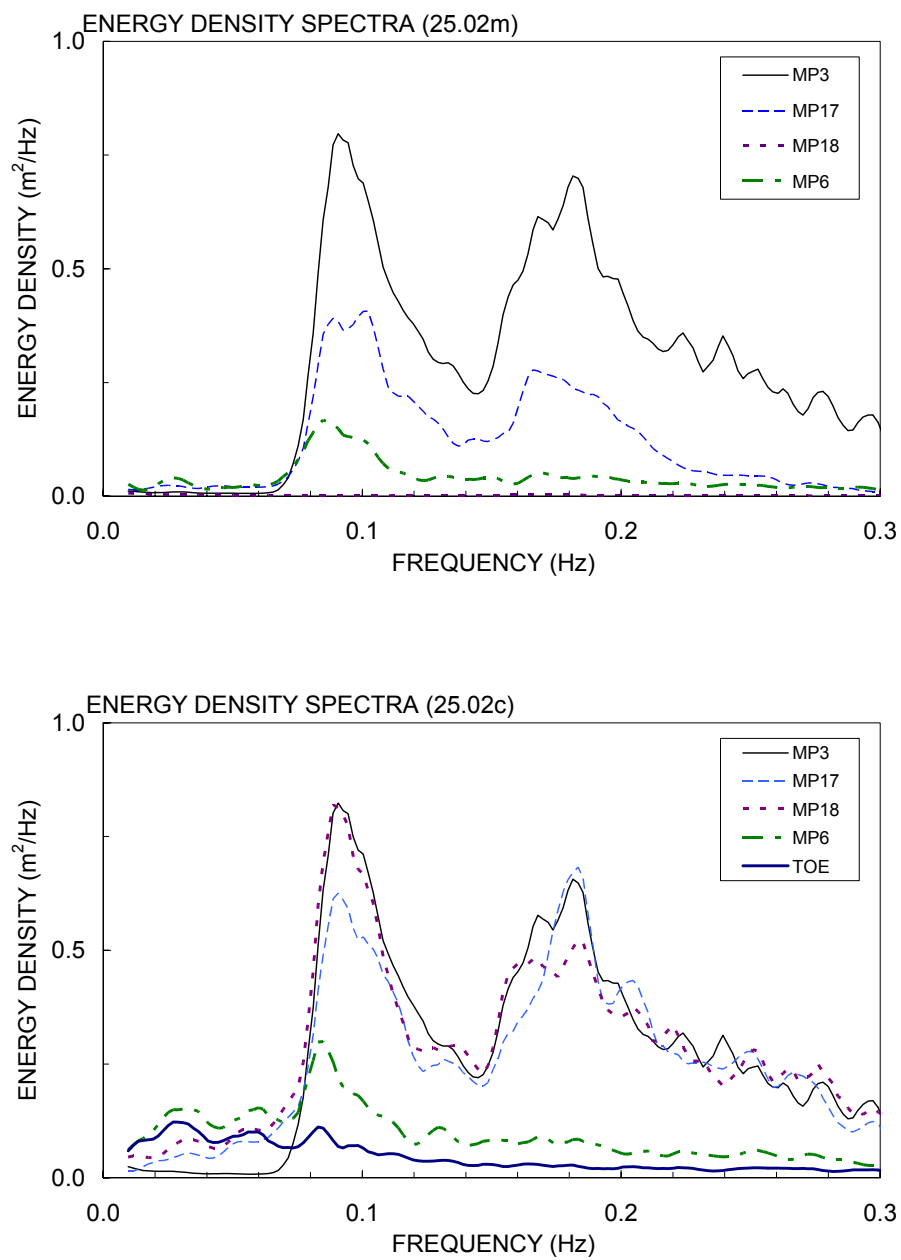 ENERGY DENSITY SPECTRA (25.02m)
1.0
0.5
0.0
ENERGY DENSITY (m²/Hz)
MP3
MP17
MP18
MP6
0.0 0.1 0.2 0.3
FREQUENCY (Hz)
ENERGY DENSITY SPECTRA (25.02c)
1.0
0.5
0.0
ENERGY DENSITY (m²/Hz)
MP3
MP17
MP18
MP6
TOE
0.0 0.1 0.2 0.3
FREQUENCY (Hz)